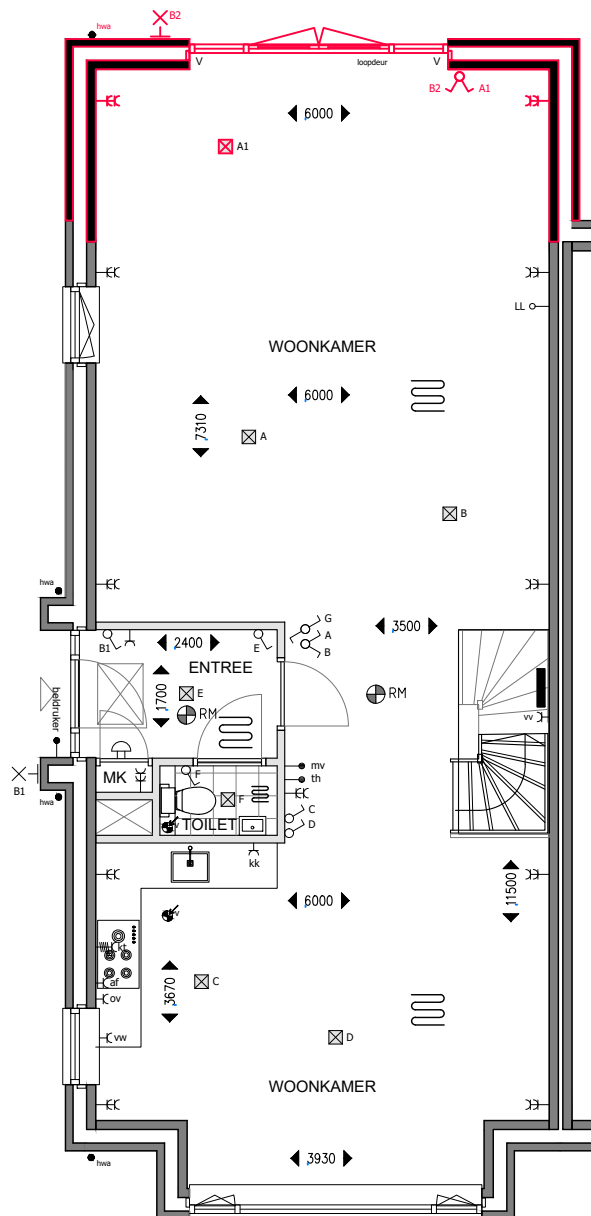 B2
hwa
V
loopdeur
V
B2 A1
6000
A1
LL
WOONKAMER
6000
7310
A
B
hwa
G
A
B
3500
B1
2400
E
ENTREE
1700
E
RM
RM
beldrukker
vv
MK
F
mv
th
B1
hwa
F
C
D
TOILET
v
kk
6000
11500
v
kt
af
ov
3670
C
vw
D
WOONKAMER
hwa
3930